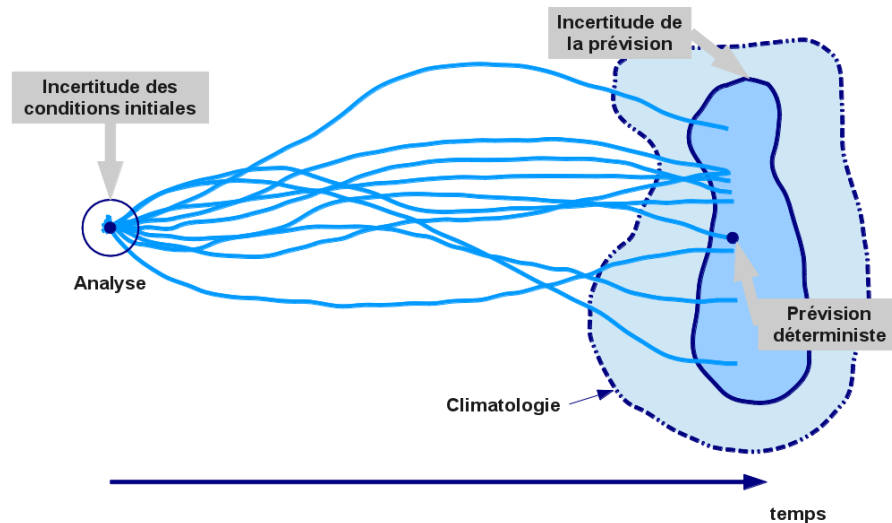 Incertitude de
la prévision
Incertitude des
conditions initiales
Analyse
Prévision
déterministe
Climatologie
temps